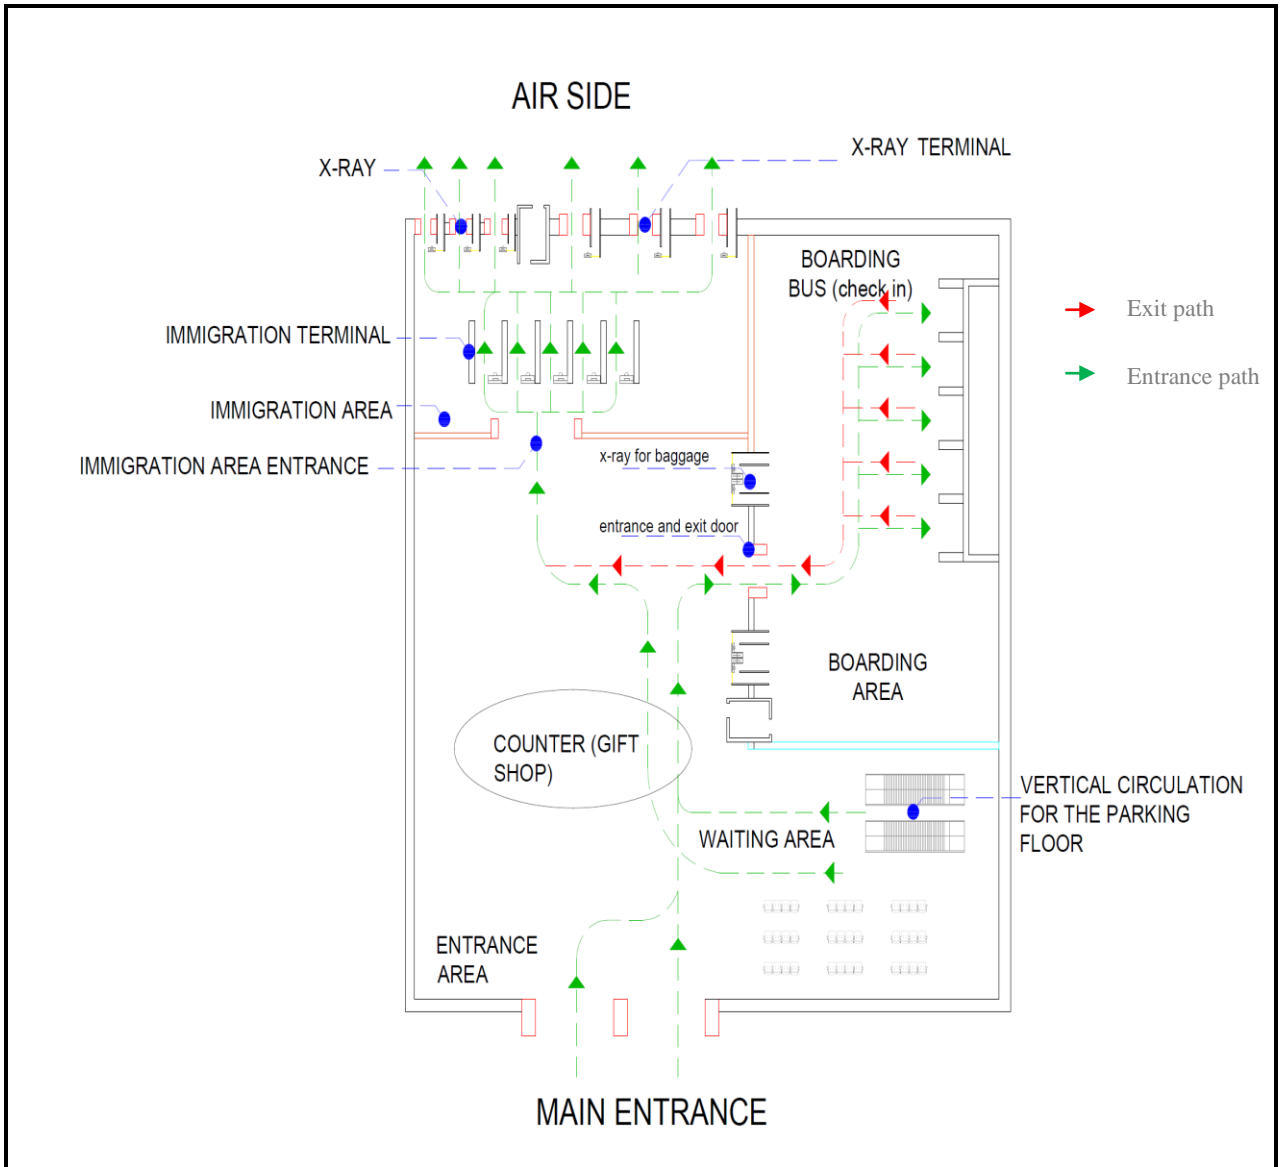 AIR SIDE
X-RAY
X-RAY TERMINAL
BOARDING
BUS (check in)
Exit path
Entrance path
IMMIGRATION TERMINAL
IMMIGRATION AREA
IMMIGRATION AREA ENTRANCE
x-ray for baggage
entrance and exit door
BOARDING
AREA
COUNTER (GIFT
SHOP)
VERTICAL CIRCULATION
FOR THE PARKING
FLOOR
WAITING AREA
ENTRANCE
AREA
MAIN ENTRANCE